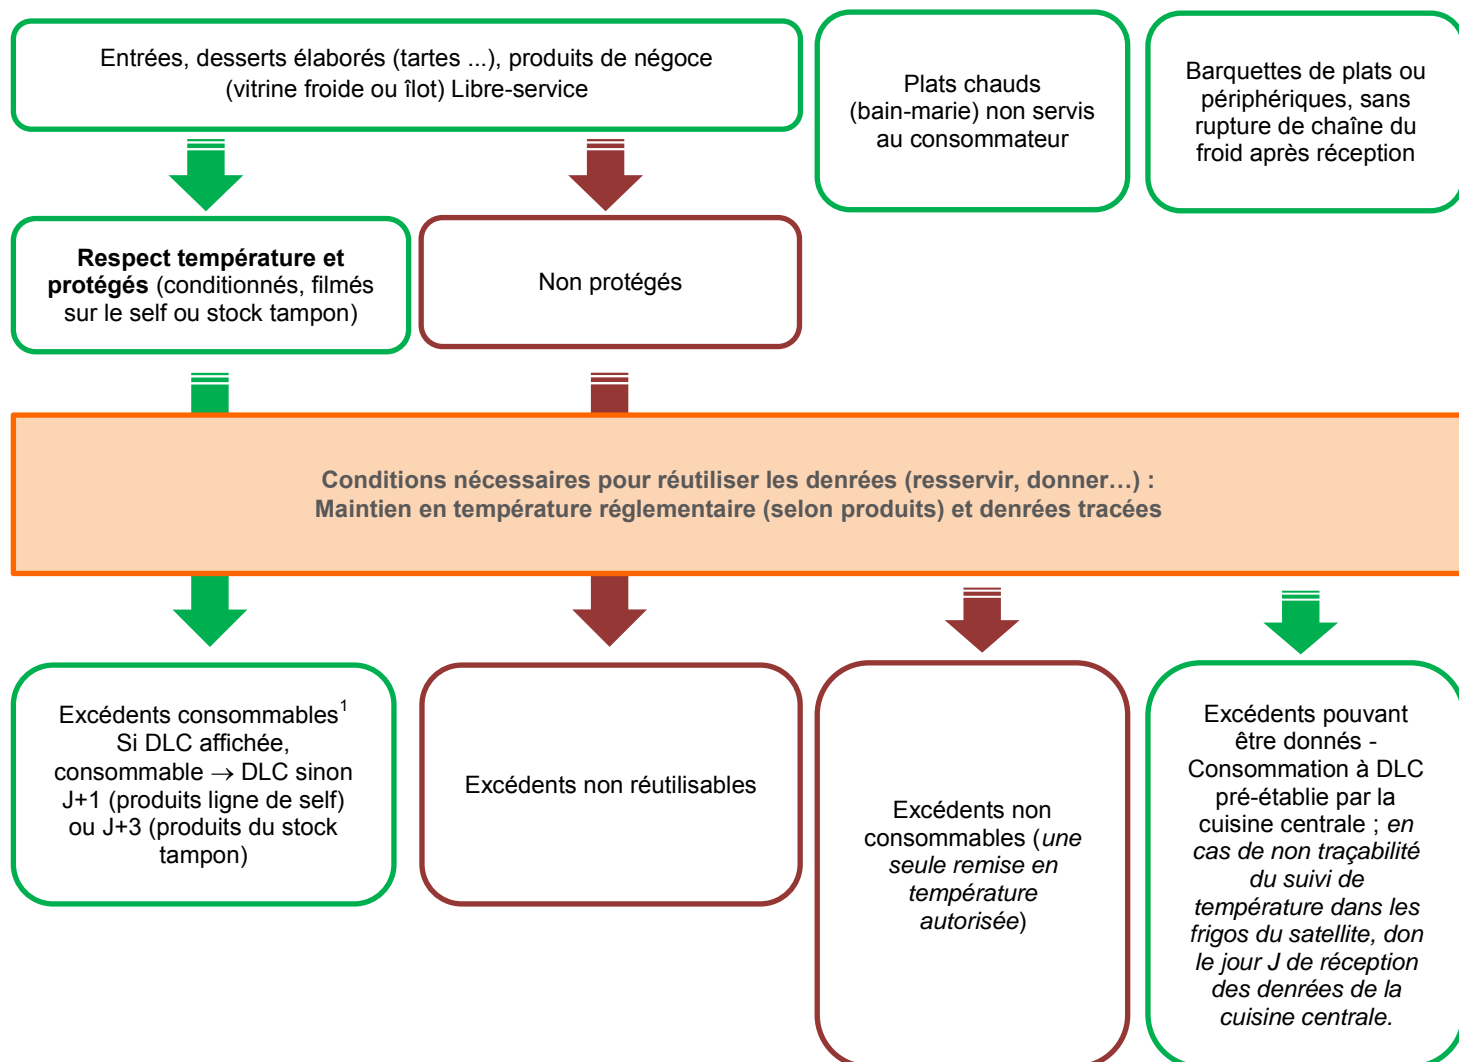 Entrées, desserts élaborés (tartes ...), produits de négoce
(vitrine froide ou îlot) Libre-service
Plats chauds
(bain-marie) non servis
au consommateur
Barquettes de plats ou
périphériques, sans
rupture de chaîne du
froid après réception
Respect température et
protégés (conditionnés, filmés
sur le self ou stock tampon)
Non protégés
Conditions nécessaires pour réutiliser les denrées (resservir, donner…) :
Maintien en température réglementaire (selon produits) et denrées tracées
Excédents consommables¹
Si DLC affichée,
consommable → DLC sinon
J+1 (produits ligne de self)
ou J+3 (produits du stock
tampon)
Excédents non réutilisables
Excédents non
consommables (une
seule remise en
température
autorisée)
Excédents pouvant
être donnés -
Consommation à DLC
pré-établie par la
cuisine centrale ; en
cas de non traçabilité
du suivi de
température dans les
frigos du satellite, don
le jour J de réception
des denrées de la
cuisine centrale.